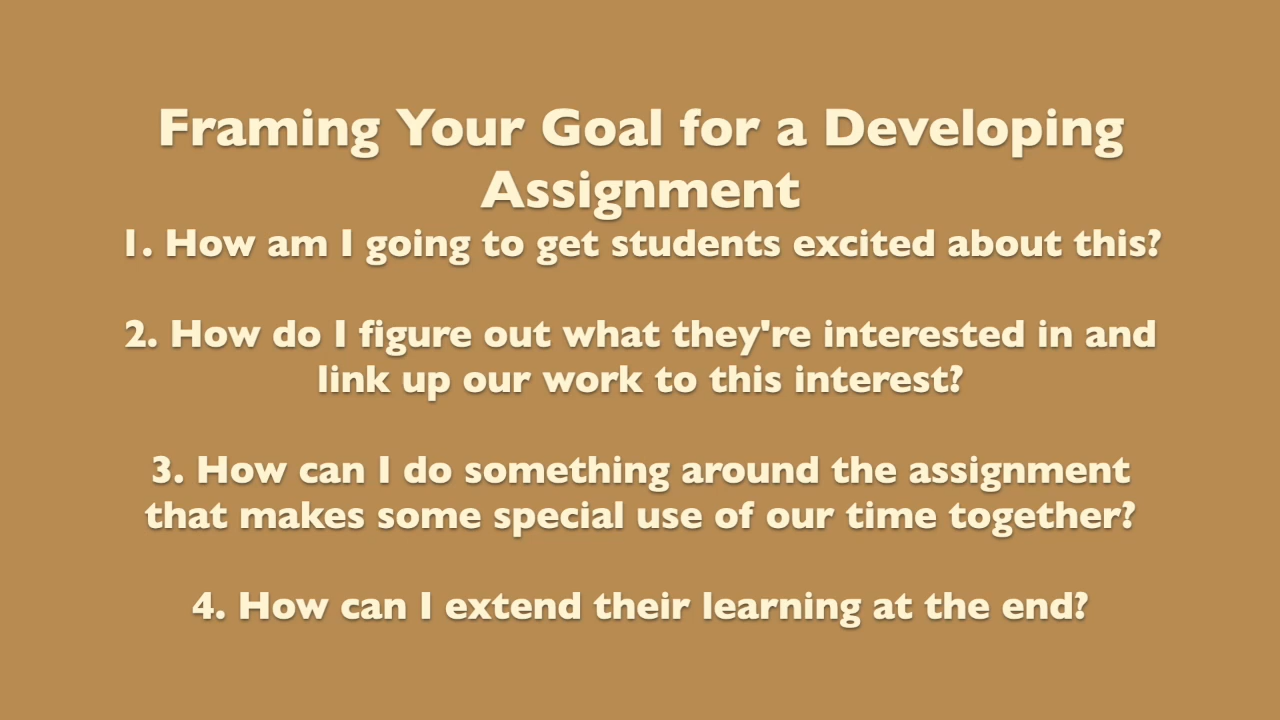 Framing Your Goal for a Developing
Assignment
1. How am I going to get students excited about this?
2. How do I figure out what they're interested in and
link up our work to this interest?
3. How can I do something around the assignment
that makes some special use of our time together?
4. How can I extend their learning at the end?